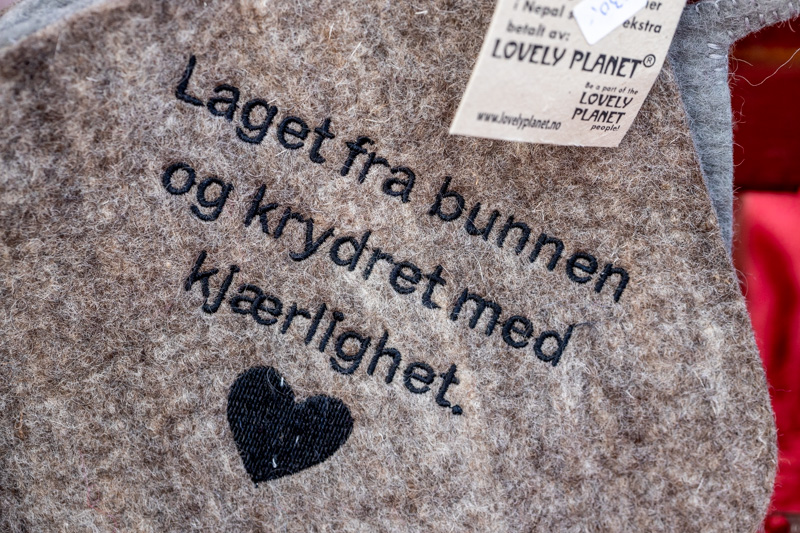 i Nepal
ekstra
betalt av:
LOVELY PLANET®
Be a part of the
LOVELY
PLANET
people!
www.lovelyplanet.no
30,-
Laget fra bunnen
og krydret med
kjærlighet.